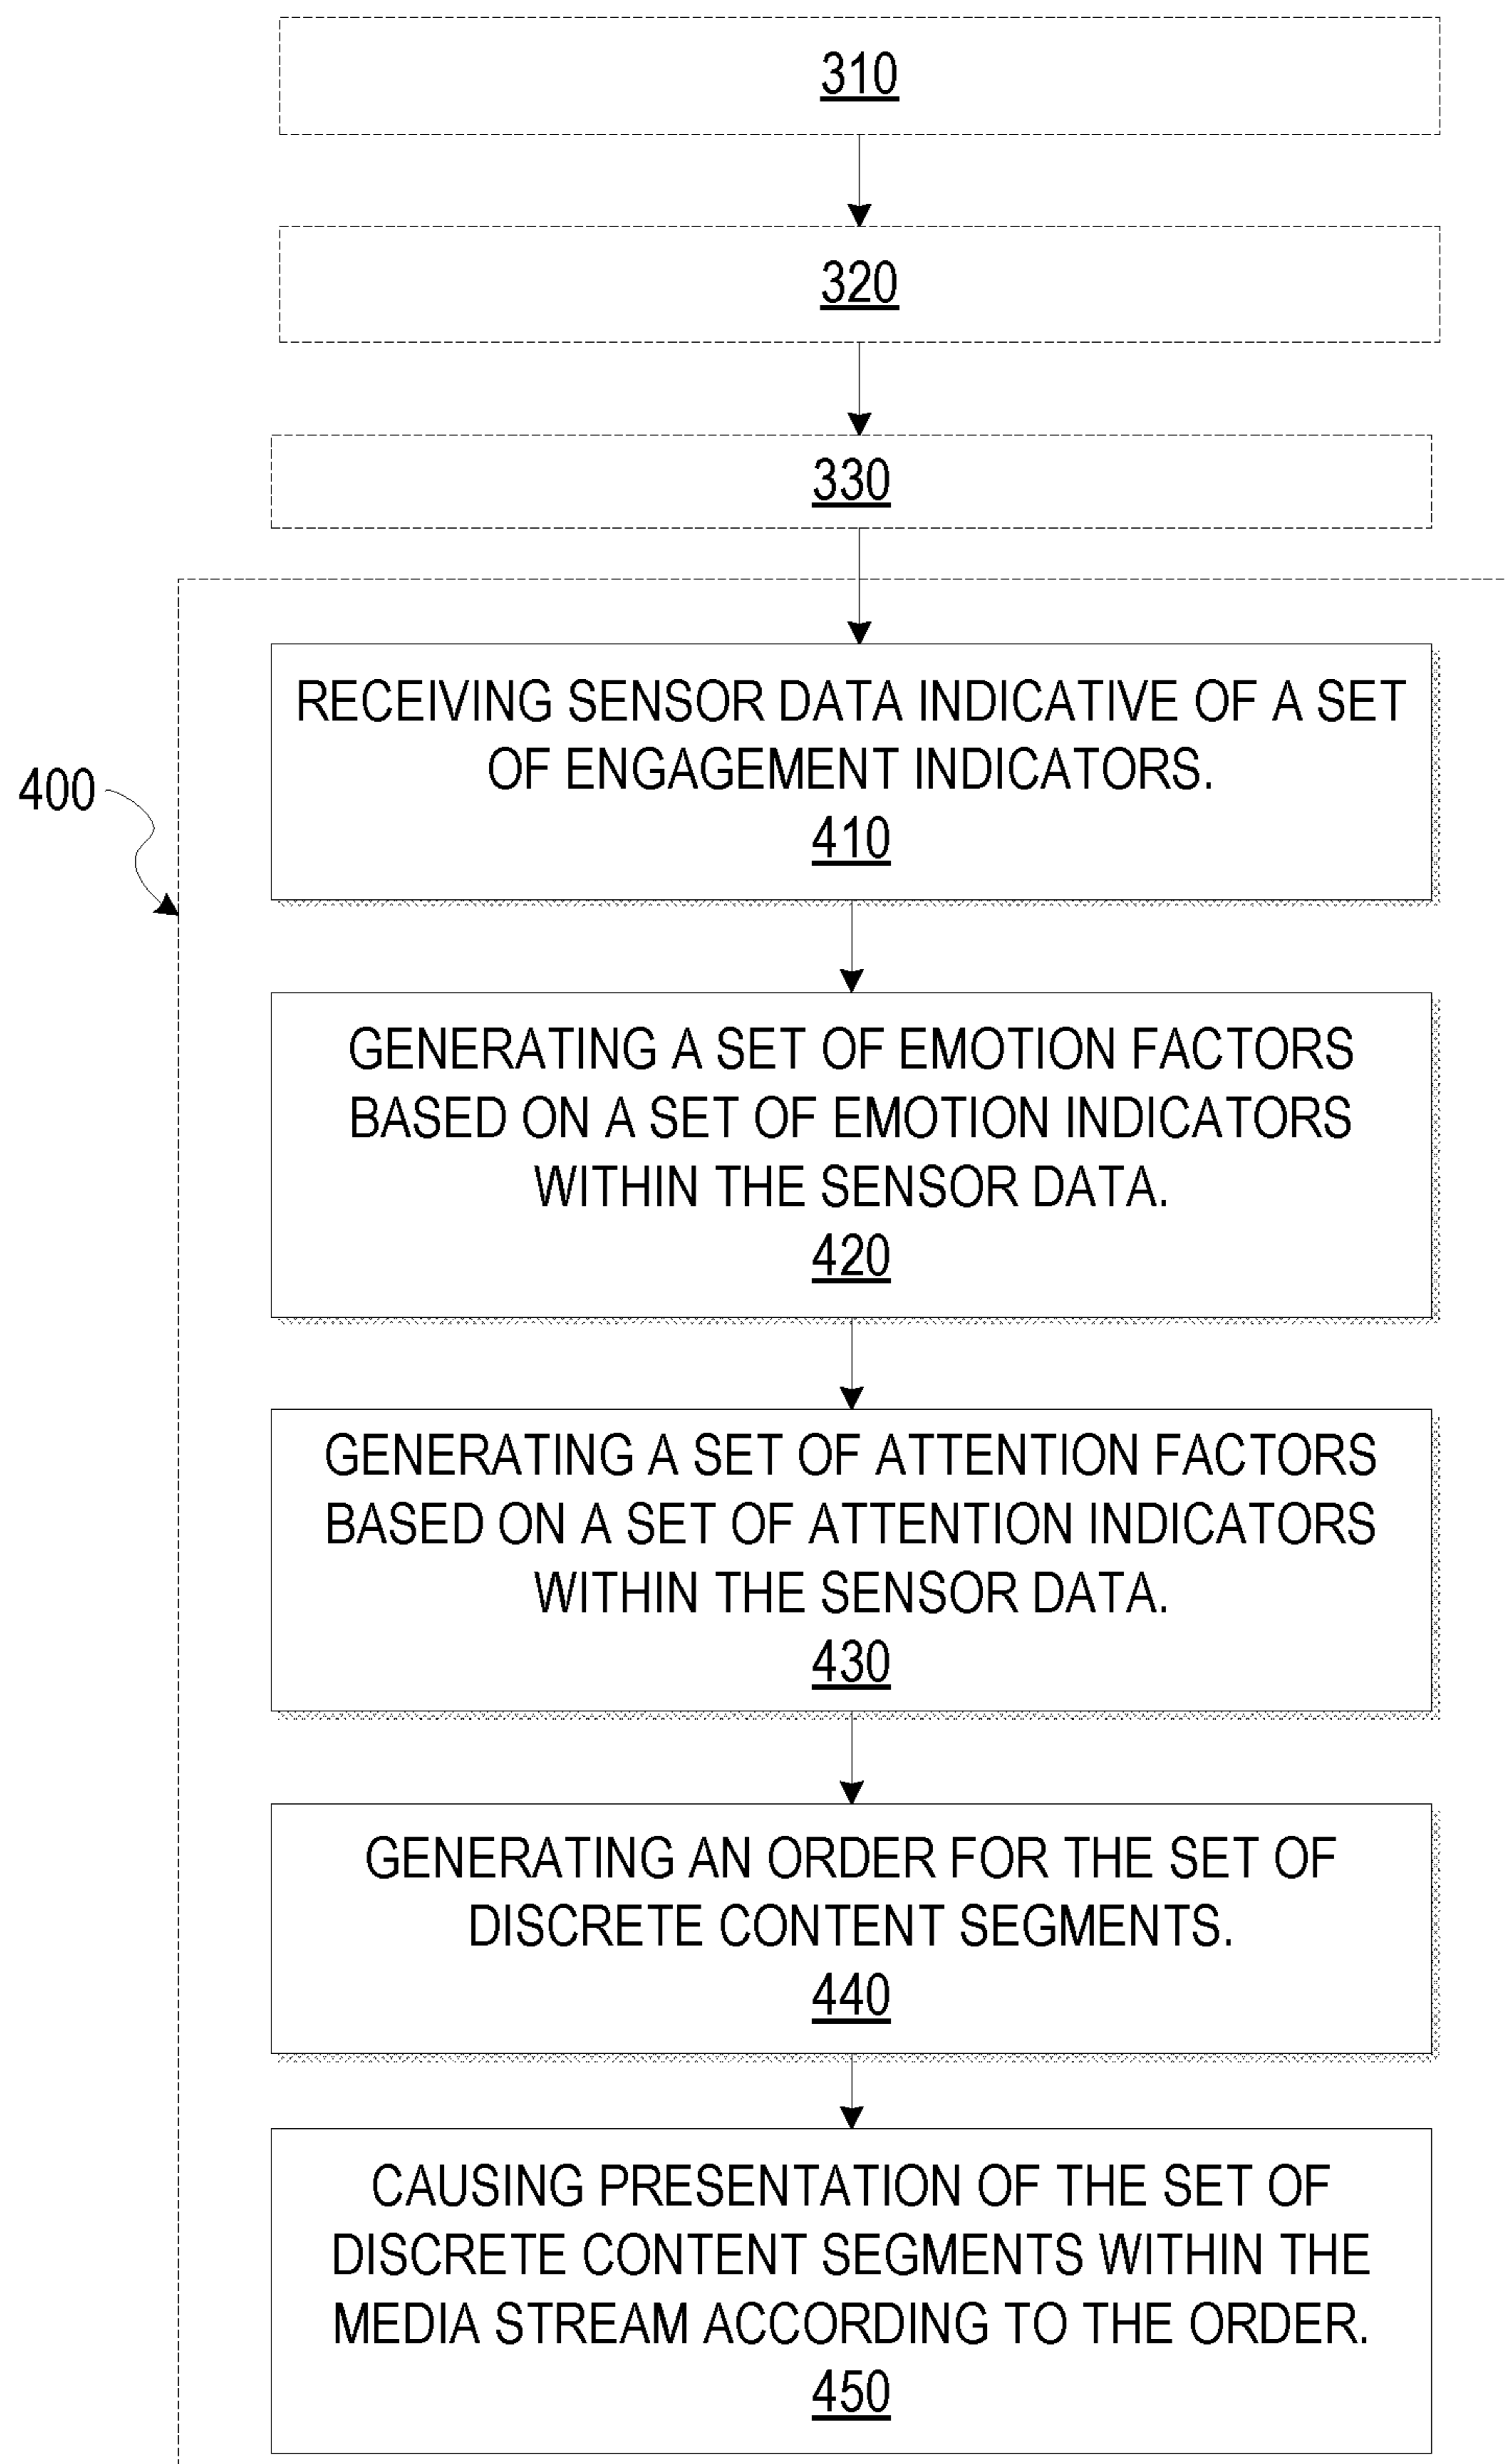 310
320
330
400
RECEIVING SENSOR DATA INDICATIVE OF A SET
OF ENGAGEMENT INDICATORS.
410
GENERATING A SET OF EMOTION FACTORS
BASED ON A SET OF EMOTION INDICATORS
WITHIN THE SENSOR DATA.
420
GENERATING A SET OF ATTENTION FACTORS
BASED ON A SET OF ATTENTION INDICATORS
WITHIN THE SENSOR DATA.
430
GENERATING AN ORDER FOR THE SET OF
DISCRETE CONTENT SEGMENTS.
440
CAUSING PRESENTATION OF THE SET OF
DISCRETE CONTENT SEGMENTS WITHIN THE
MEDIA STREAM ACCORDING TO THE ORDER.
450